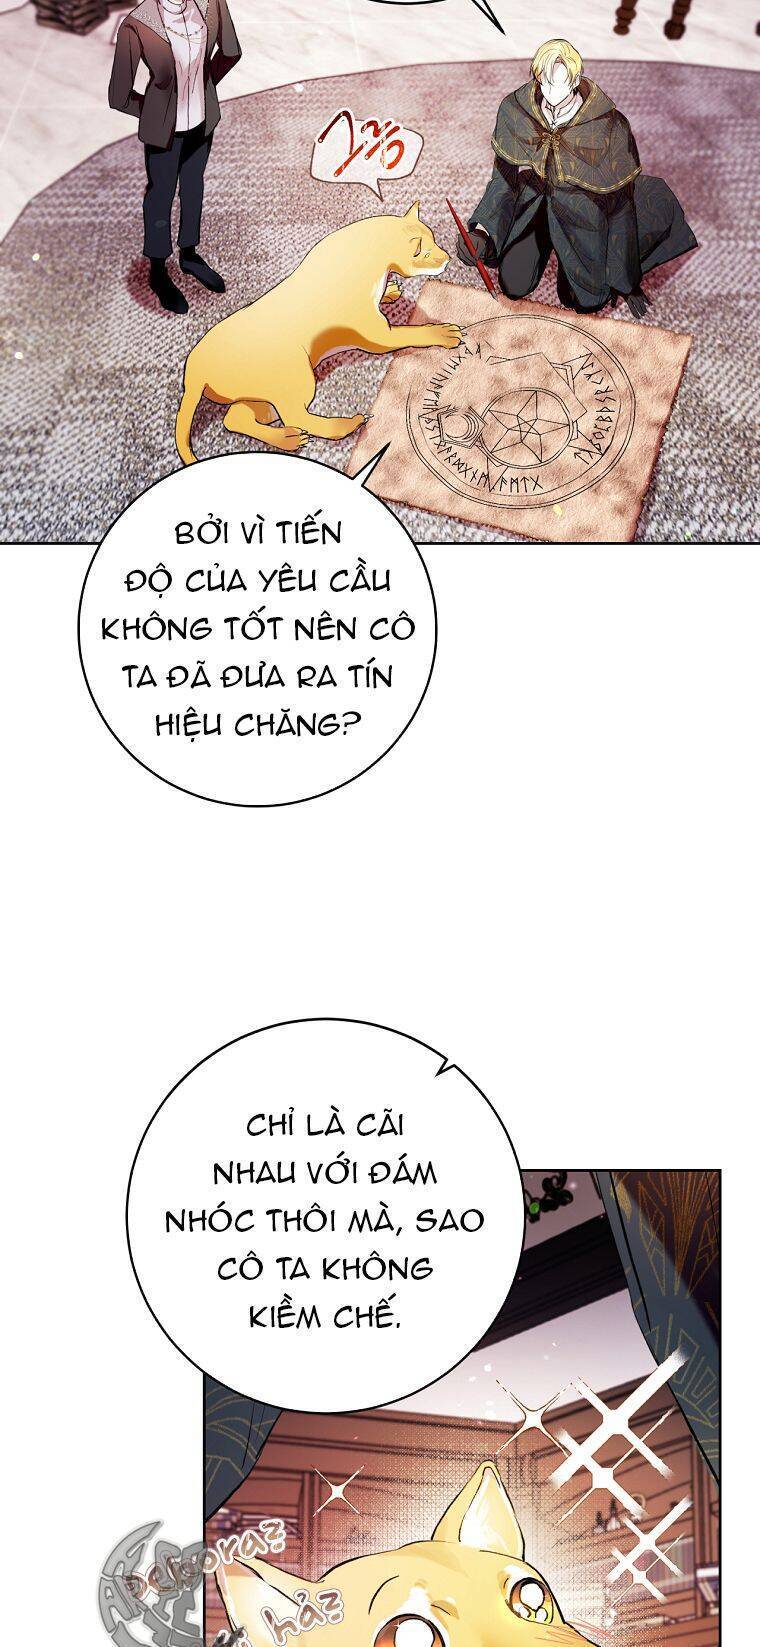 BỞI VÌ TIẾN
ĐỘ CỦA YÊU CẦU
KHÔNG TỐT NÊN CÔ
TA ĐÃ ĐƯA RA TÍN
HIỆU CHĂNG?
CHỈ LÀ CÃI
NHAU VỚI ĐÁM
NHÓC THÔI MÀ, SAO
CÔ TA KHÔNG
KIỀM CHẾ.